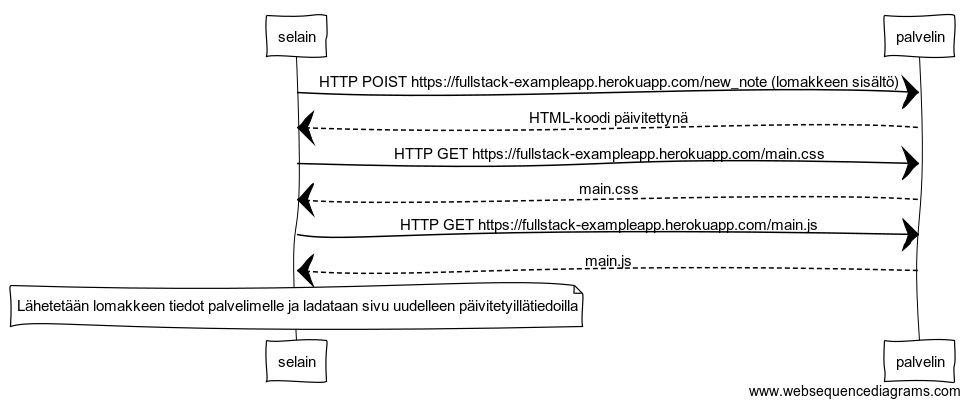 selain
palvelin
HTTP POIST https://fullstack-exampleapp.herokuapp.com/new_note (lomakkeen sisältö)
HTML-koodi päivitettynä
HTTP GET https://fullstack-exampleapp.herokuapp.com/main.css
main.css
HTTP GET https://fullstack-exampleapp.herokuapp.com/main.js
main.js
Lähetetään lomakkeen tiedot palvelimelle ja ladataan sivu uudelleen päivitetyillätiedoilla
selain
palvelin
www.websequencediagrams.com